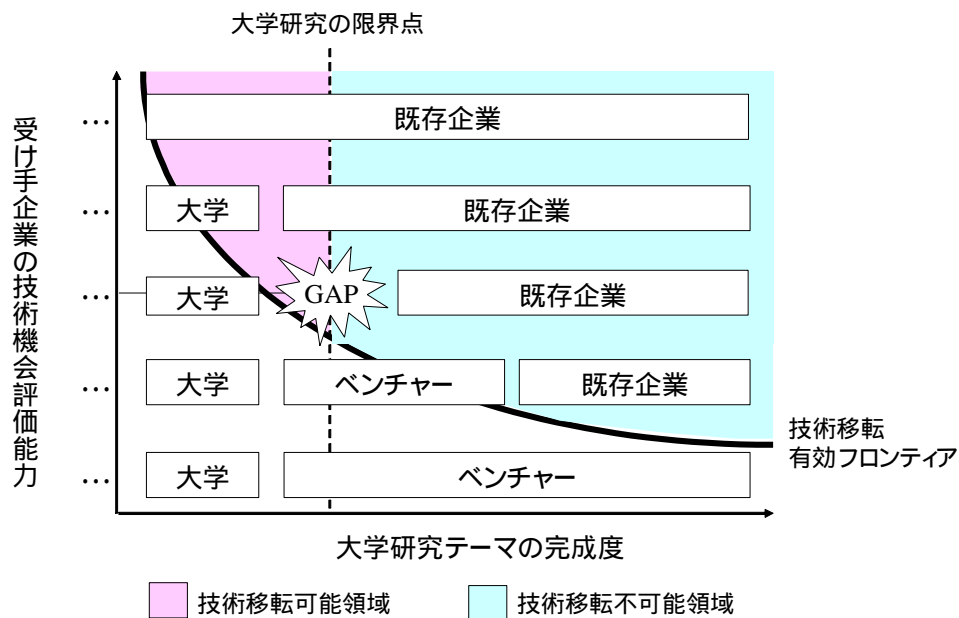 大学研究の限界点
受け手企業の技術機会評価能力
… 既存企業
… 大学 既存企業
… 大学 GAP 既存企業
… 大学 ベンチャー 既存企業
… 大学 ベンチャー
技術移転
有効フロンティア
大学研究テーマの完成度
技術移転可能領域 技術移転不可能領域